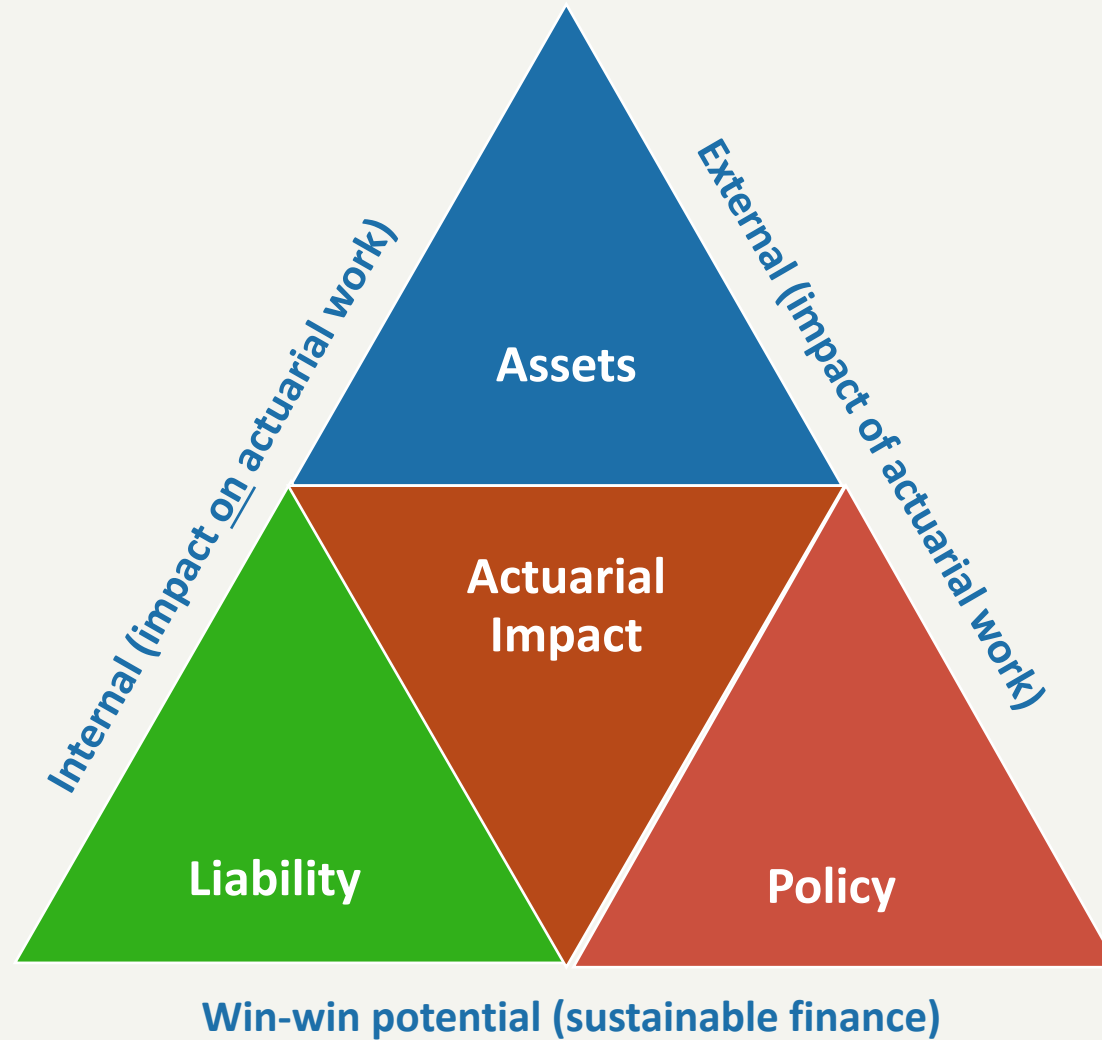 External (impact of actuarial work)
Internal (impact on actuarial work)
Assets
Actuarial
Impact
Liability
Policy
Win-win potential (sustainable finance)